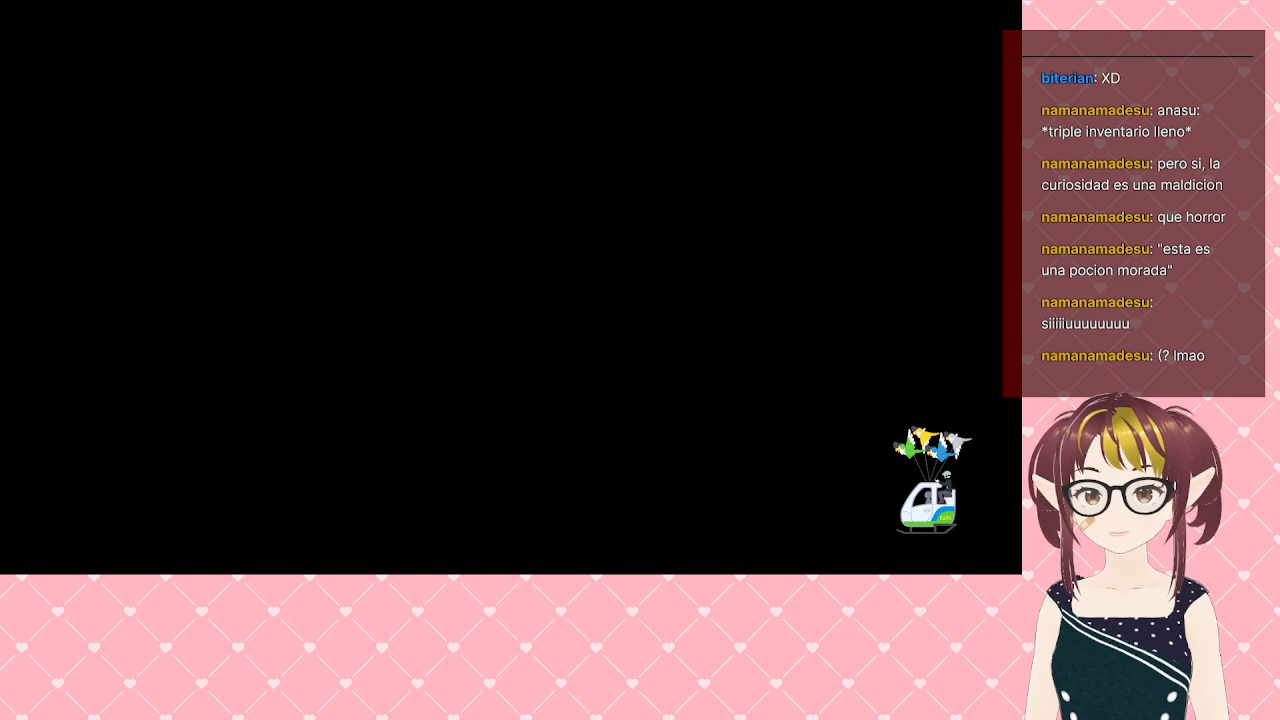 biterian: XD
namanamadesu: anasu:
*triple inventario lleno*
namanamadesu: pero si, la
curiosidad es una maldicion
namanamadesu: que horror
namanamadesu: "esta es
una pocion morada"
namanamadesu:
siiiiiuuuuuuuu
namanamadesu: (? lmao